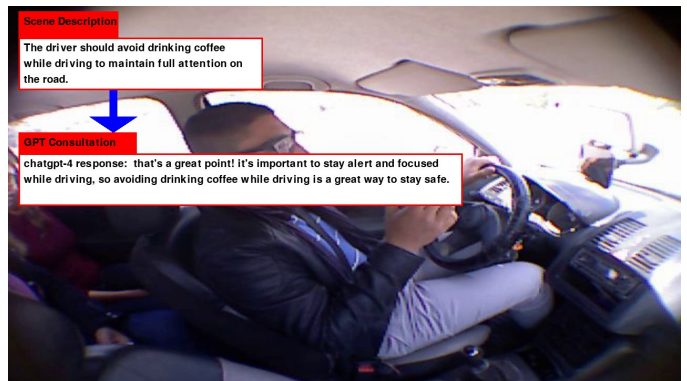 Scene Description
The driver should avoid drinking coffee
while driving to maintain full attention on
the road.
GPT Consultation
chatgpt-4 response:  that's a great point! it's important to stay alert and focused
while driving, so avoiding drinking coffee while driving is a great way to stay safe.